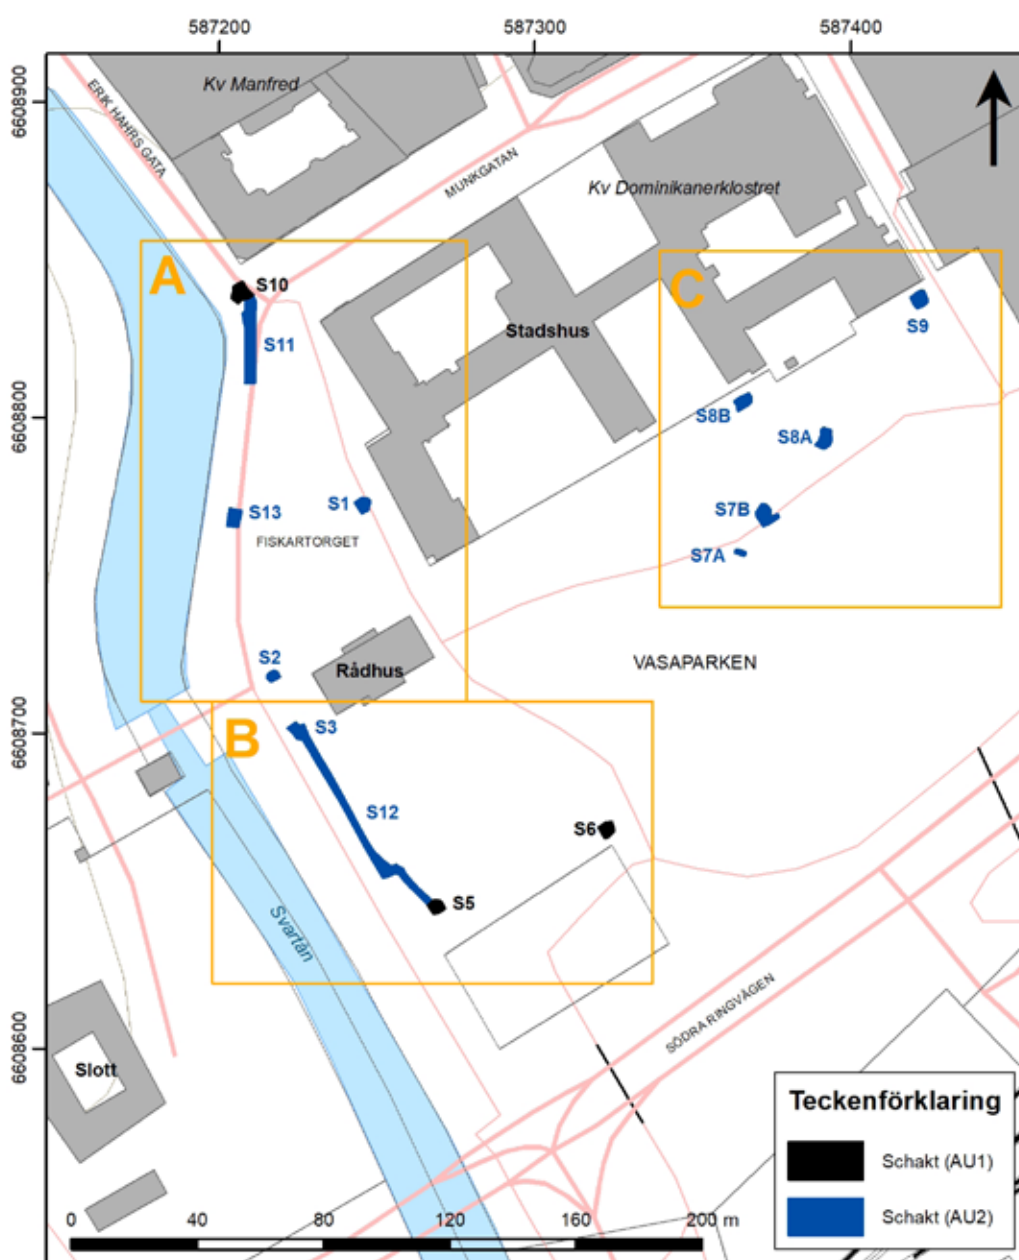 587200
587300
587400
6608900
6608800
6608700
6608600
Kv Manfred
ERIK HAHRS GATA
MUNKGATAN
Kv Dominikanerklostret
A
S10
C
S11
Stadshus
S9
S8B
S8A
S13
S1
S7B
FISKARTORGET
S7A
S2
Rådhus
VASAPARKEN
B
S3
S12
S6
S5
Svartån
SÖDRA RINGVÄGEN
Slott
Teckenförklaring
Schakt (AU1)
Schakt (AU2)
0 40 80 120 160 200 m